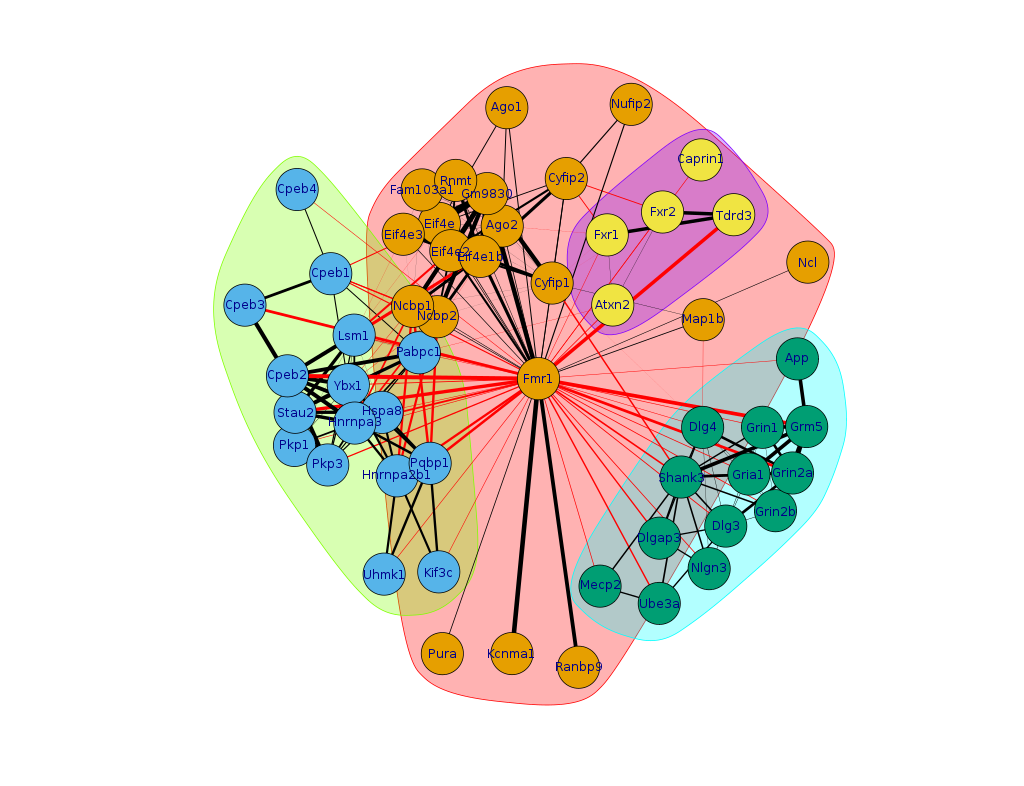 Ago1
Nufip2
Caprin1
Cpeb4
Rnmt
Cyfip2
Fam103a1
Gm9830
Fxr2
Tdrd3
Eif4e
Ago2
Eif4e3
Fxr1
Eif4e2
Eif4e1b
Ncl
Cpeb1
Cyfip1
Cpeb3
Ncbp1
Atxn2
Ncbp2
Map1b
Lsm1
Pabpc1
App
Cpeb2
Fmr1
Ybx1
Stau2
Hspa8
Hnrnpa3
Dlg4
Grin1
Grm5
Pkp1
Pkp3
Pqbp1
Hnrnpa2b1
Shank3
Gria1
Grin2a
Grin2b
Dlg3
Dlgap3
Uhmk1
Kif3c
Nlgn3
Mecp2
Ube3a
Pura
Kcnma1
Ranbp9